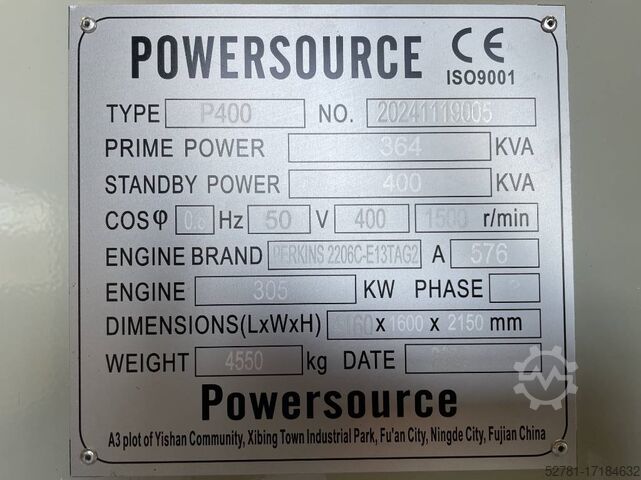 POWERSOURCE CE
ISO9001
TYPE P400 NO. 20241119005
PRIME POWER 364 KVA
STANDBY POWER 400 KVA
COSφ 0.8 Hz 50 V 400 1500 r/min
ENGINE BRAND PERKINS 2206C-E13TAG2 A 576
ENGINE 305 KW PHASE
DIMENSIONS(LxWxH) x 1600 x 2150 mm
WEIGHT 4550 kg DATE
Powersource
A3 plot of Yishan Community, Xibing Town Industrial Park, Fu'an City, Ningde City, Fujian China
52781-17184632